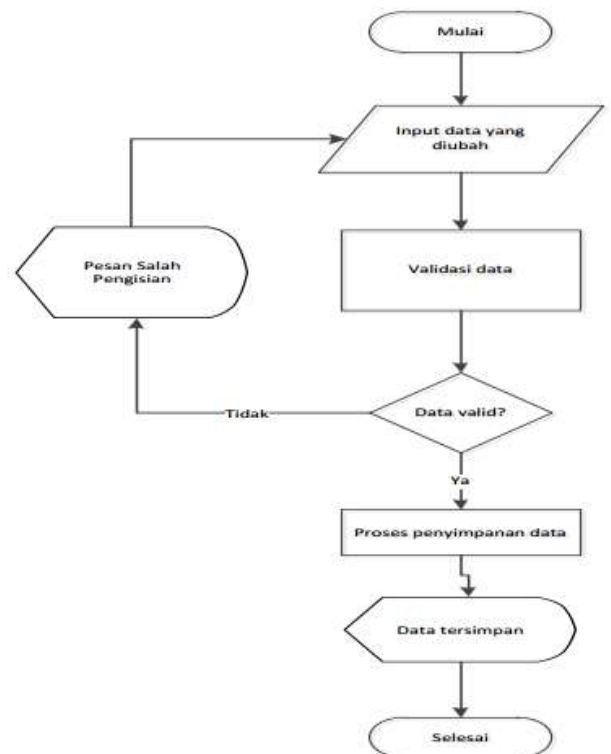 Mulai
Input data yang
diubah
Pesan Salah
Pengisian
Validasi data
Data valid?
Tidak
Ya
Proses penyimpanan data
Data tersimpan
Selesai